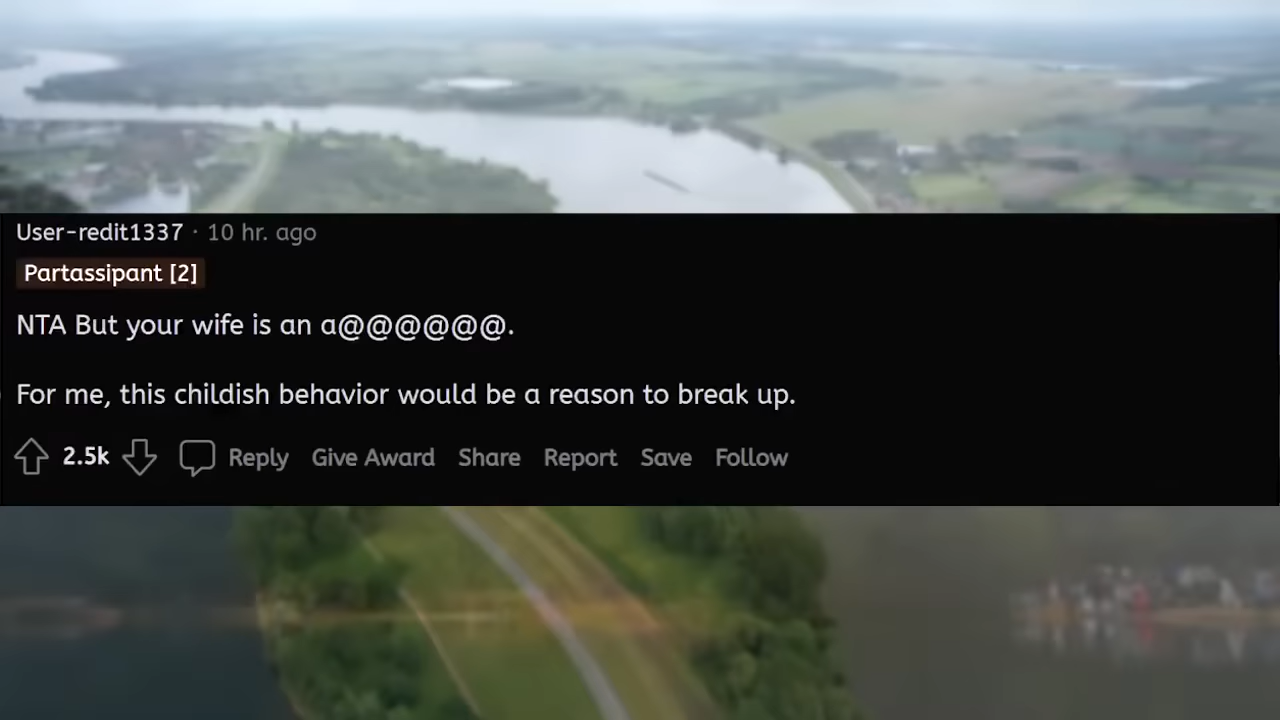 User-redit1337 · 10 hr. ago
Partassipant [2]
NTA But your wife is an a@@@@@@.
For me, this childish behavior would be a reason to break up.
2.5k Reply Give Award Share Report Save Follow